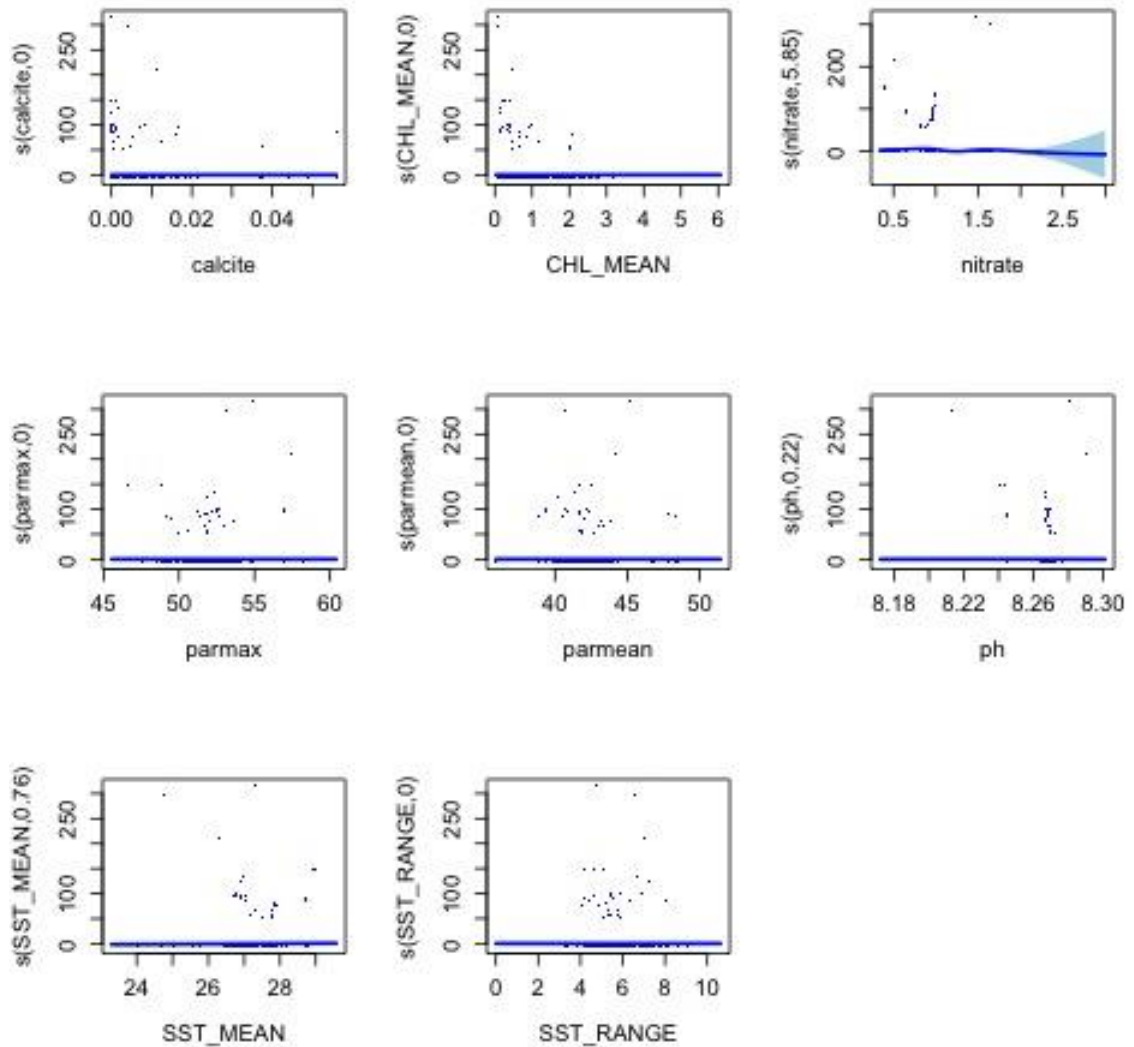 s(calcite,0)
0 100 250
0.00 0.02 0.04
calcite
s(CHL_MEAN,0)
0 100 250
0 1 2 3 4 5 6
CHL_MEAN
s(nitrate,5.85)
0 200
0.5 1.5 2.5
nitrate
s(parmax,0)
0 100 250
45 50 55 60
parmax
s(parmean,0)
0 100 250
40 45 50
parmean
s(ph,0.22)
0 100 250
8.18 8.22 8.26 8.30
ph
s(SST_MEAN,0.76)
0 100 250
24 26 28
SST_MEAN
s(SST_RANGE,0)
0 100 250
0 2 4 6 8 10
SST_RANGE